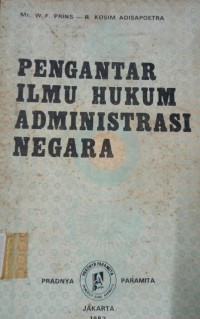 Mr. W. F. PRINS — R. KOSIM ADISAPOETRA
PENGANTAR
ILMU HUKUM
ADMINISTRASI
NEGARA
PRADNYA PARAMITA
JAKARTA